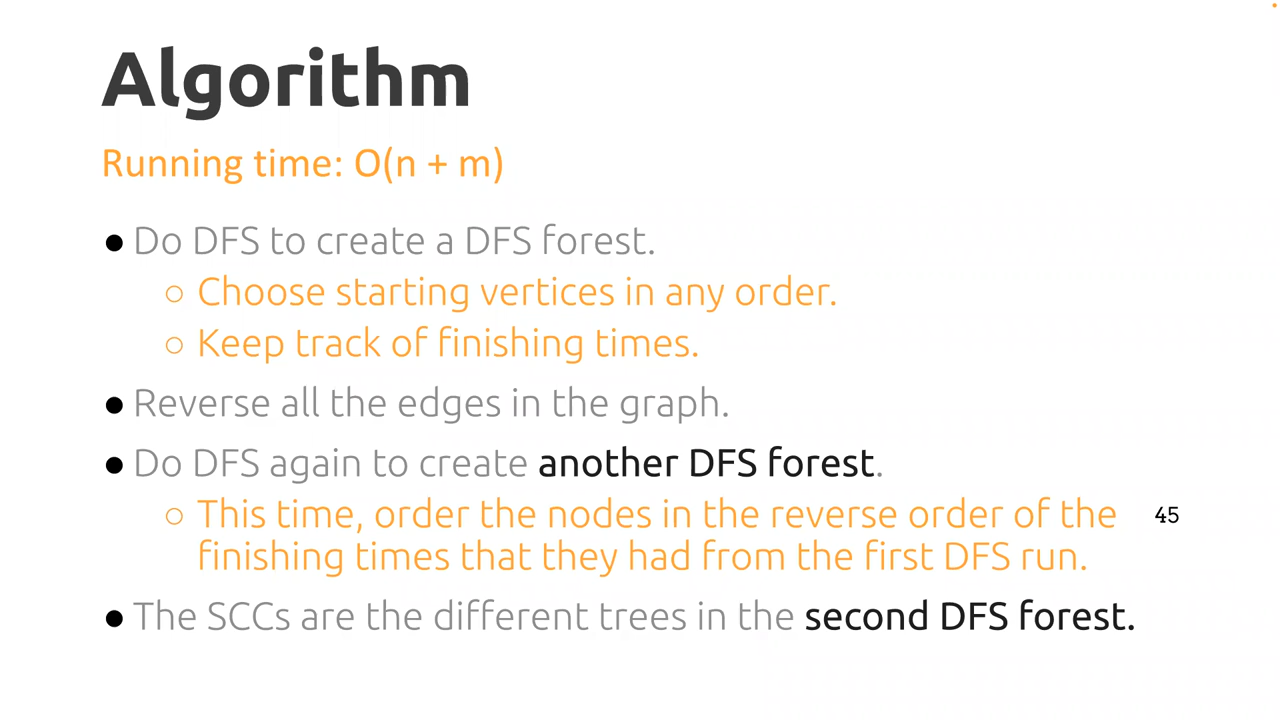 Algorithm
Running time: O(n + m)
● Do DFS to create a DFS forest.
○ Choose starting vertices in any order.
○ Keep track of finishing times.
● Reverse all the edges in the graph.
● Do DFS again to create another DFS forest.
○ This time, order the nodes in the reverse order of the
finishing times that they had from the first DFS run.
45
● The SCCs are the different trees in the second DFS forest.